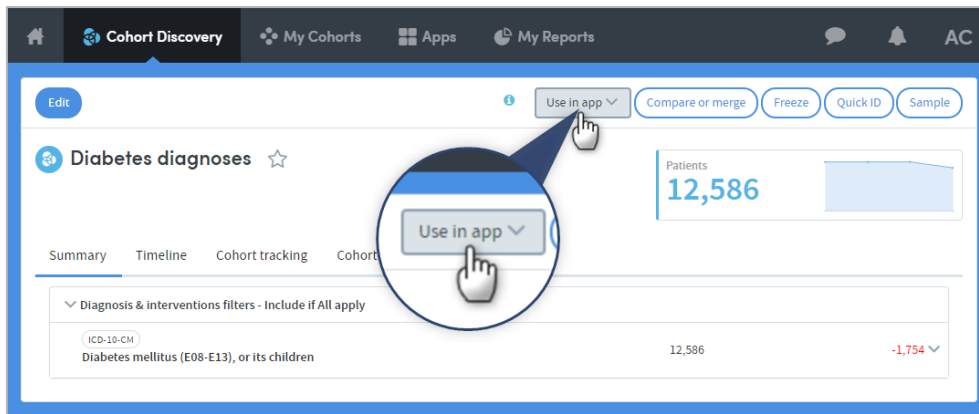 Cohort Discovery My Cohorts Apps My Reports AC
Edit Use in app Compare or merge Freeze Quick ID Sample
Diabetes diagnoses
Patients
12,586
Use in app
Summary Timeline Cohort tracking Cohort
Diagnosis & interventions filters - Include if All apply
ICD-10-CM
Diabetes mellitus (E08-E13), or its children 12,586 -1,754